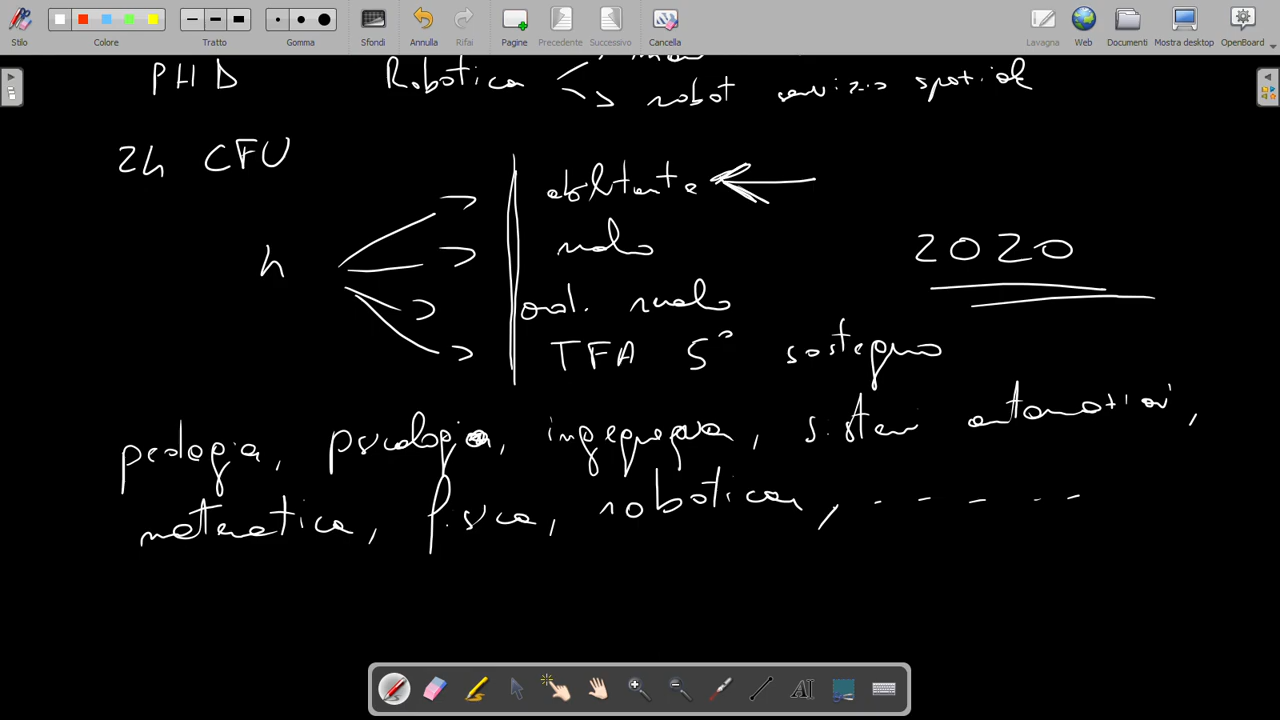 Stilo Colore Tratto Gomma Sfondi Annulla Rifai Pagine Precedente Successivo Cancella Lavagna Web Documenti Mostra desktop OpenBoard
PHD Robotica
robot servizio spaziale
24 CFU
abilitante
ruolo
2020
4
ord. ruolo
TFA 5° sostegno
psicologia, sistemi automatici,
matematica, fisica, robotica, - - - - -